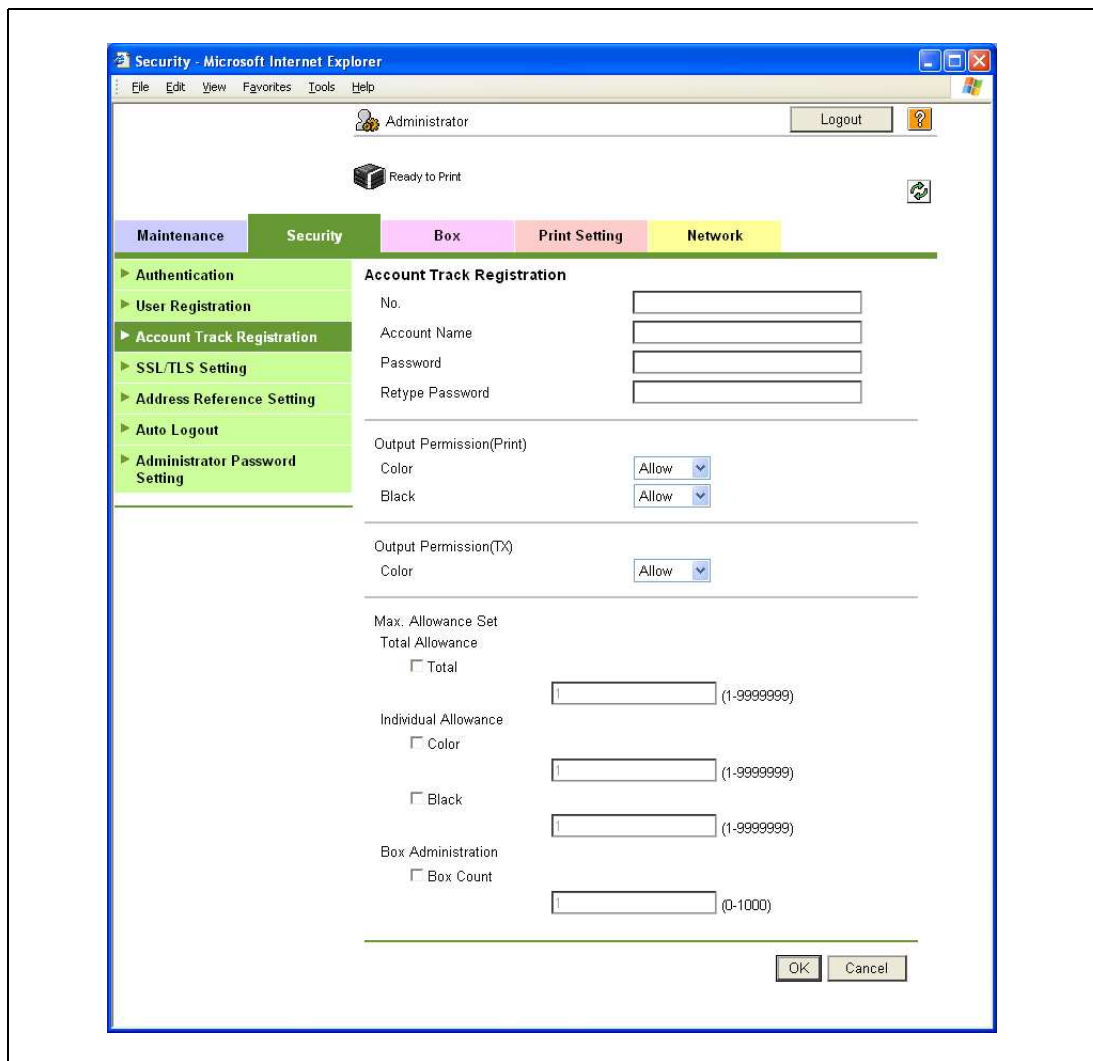 Security - Microsoft Internet Explorer
File Edit View Favorites Tools Help
Administrator
Logout
?
Ready to Print
Maintenance Security Box Print Setting Network
Authentication
User Registration
Account Track Registration
SSL/TLS Setting
Address Reference Setting
Auto Logout
Administrator Password
Setting
Account Track Registration
No.
Account Name
Password
Retype Password
Output Permission(Print)
Color Allow
Black Allow
Output Permission(TX)
Color Allow
Max. Allowance Set
Total Allowance
Total
1 (1-9999999)
Individual Allowance
Color
1 (1-9999999)
Black
1 (1-9999999)
Box Administration
Box Count
1 (0-1000)
OK Cancel